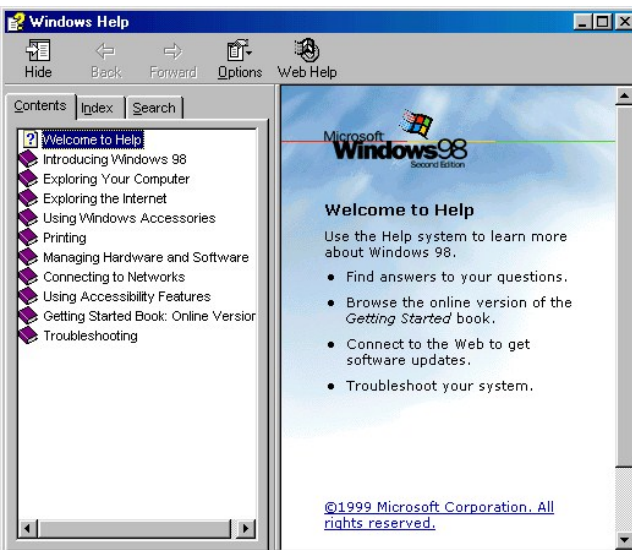 Windows Help
Hide Back Forward Options Web Help
Contents Index Search
Welcome to Help
Introducing Windows 98
Exploring Your Computer
Exploring the Internet
Using Windows Accessories
Printing
Managing Hardware and Software
Connecting to Networks
Using Accessibility Features
Getting Started Book: Online Version
Troubleshooting
Microsoft
Windows98
Second Edition
Welcome to Help
Use the Help system to learn more
about Windows 98.
• Find answers to your questions.
• Browse the online version of the
Getting Started book.
• Connect to the Web to get
software updates.
• Troubleshoot your system.
©1999 Microsoft Corporation. All
rights reserved.